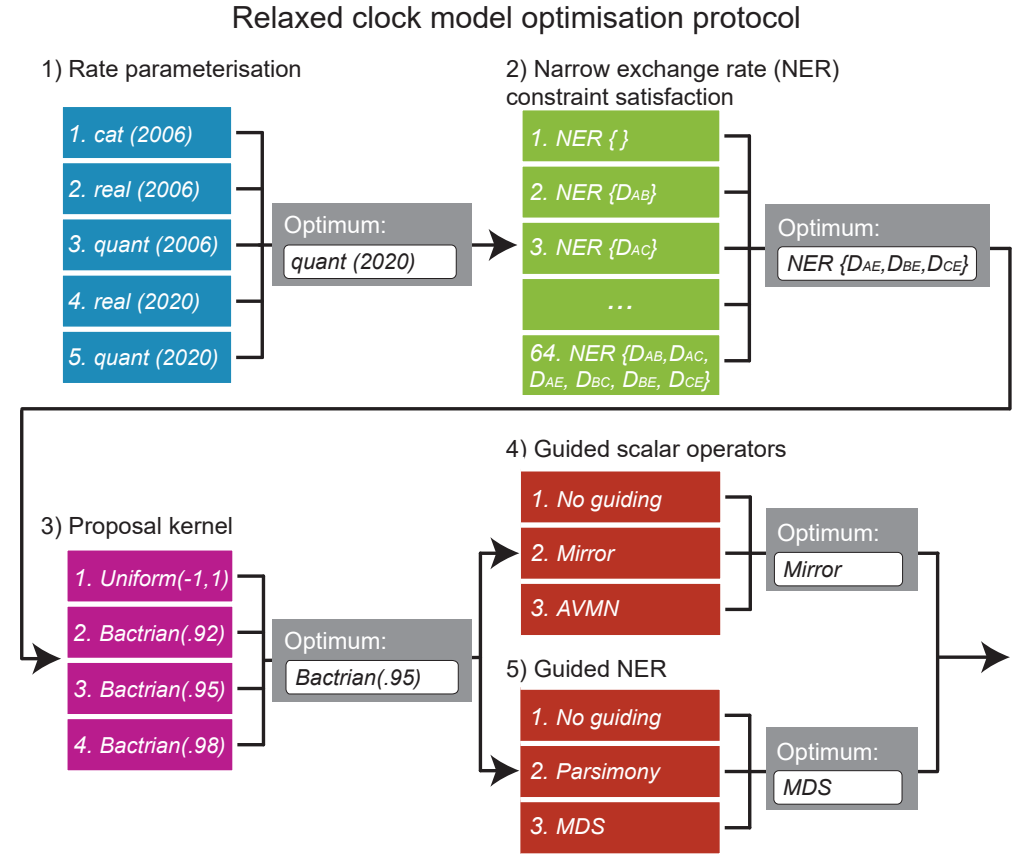 Relaxed clock model optimisation protocol
1) Rate parameterisation
1. cat (2006)
2. real (2006)
3. quant (2006)
4. real (2020)
5. quant (2020)
Optimum:
quant (2020)
2) Narrow exchange rate (NER)
constraint satisfaction
1. NER { }
2. NER {DAB}
3. NER {DAC}
...
64. NER {DAB,DAC,
DAE, DBC, DBE, DCE}
Optimum:
NER {DAE,DBE,DCE}
3) Proposal kernel
1. Uniform(-1,1)
2. Bactrian(.92)
3. Bactrian(.95)
4. Bactrian(.98)
Optimum:
Bactrian(.95)
4) Guided scalar operators
1. No guiding
2. Mirror
3. AVMN
Optimum:
Mirror
5) Guided NER
1. No guiding
2. Parsimony
3. MDS
Optimum:
MDS